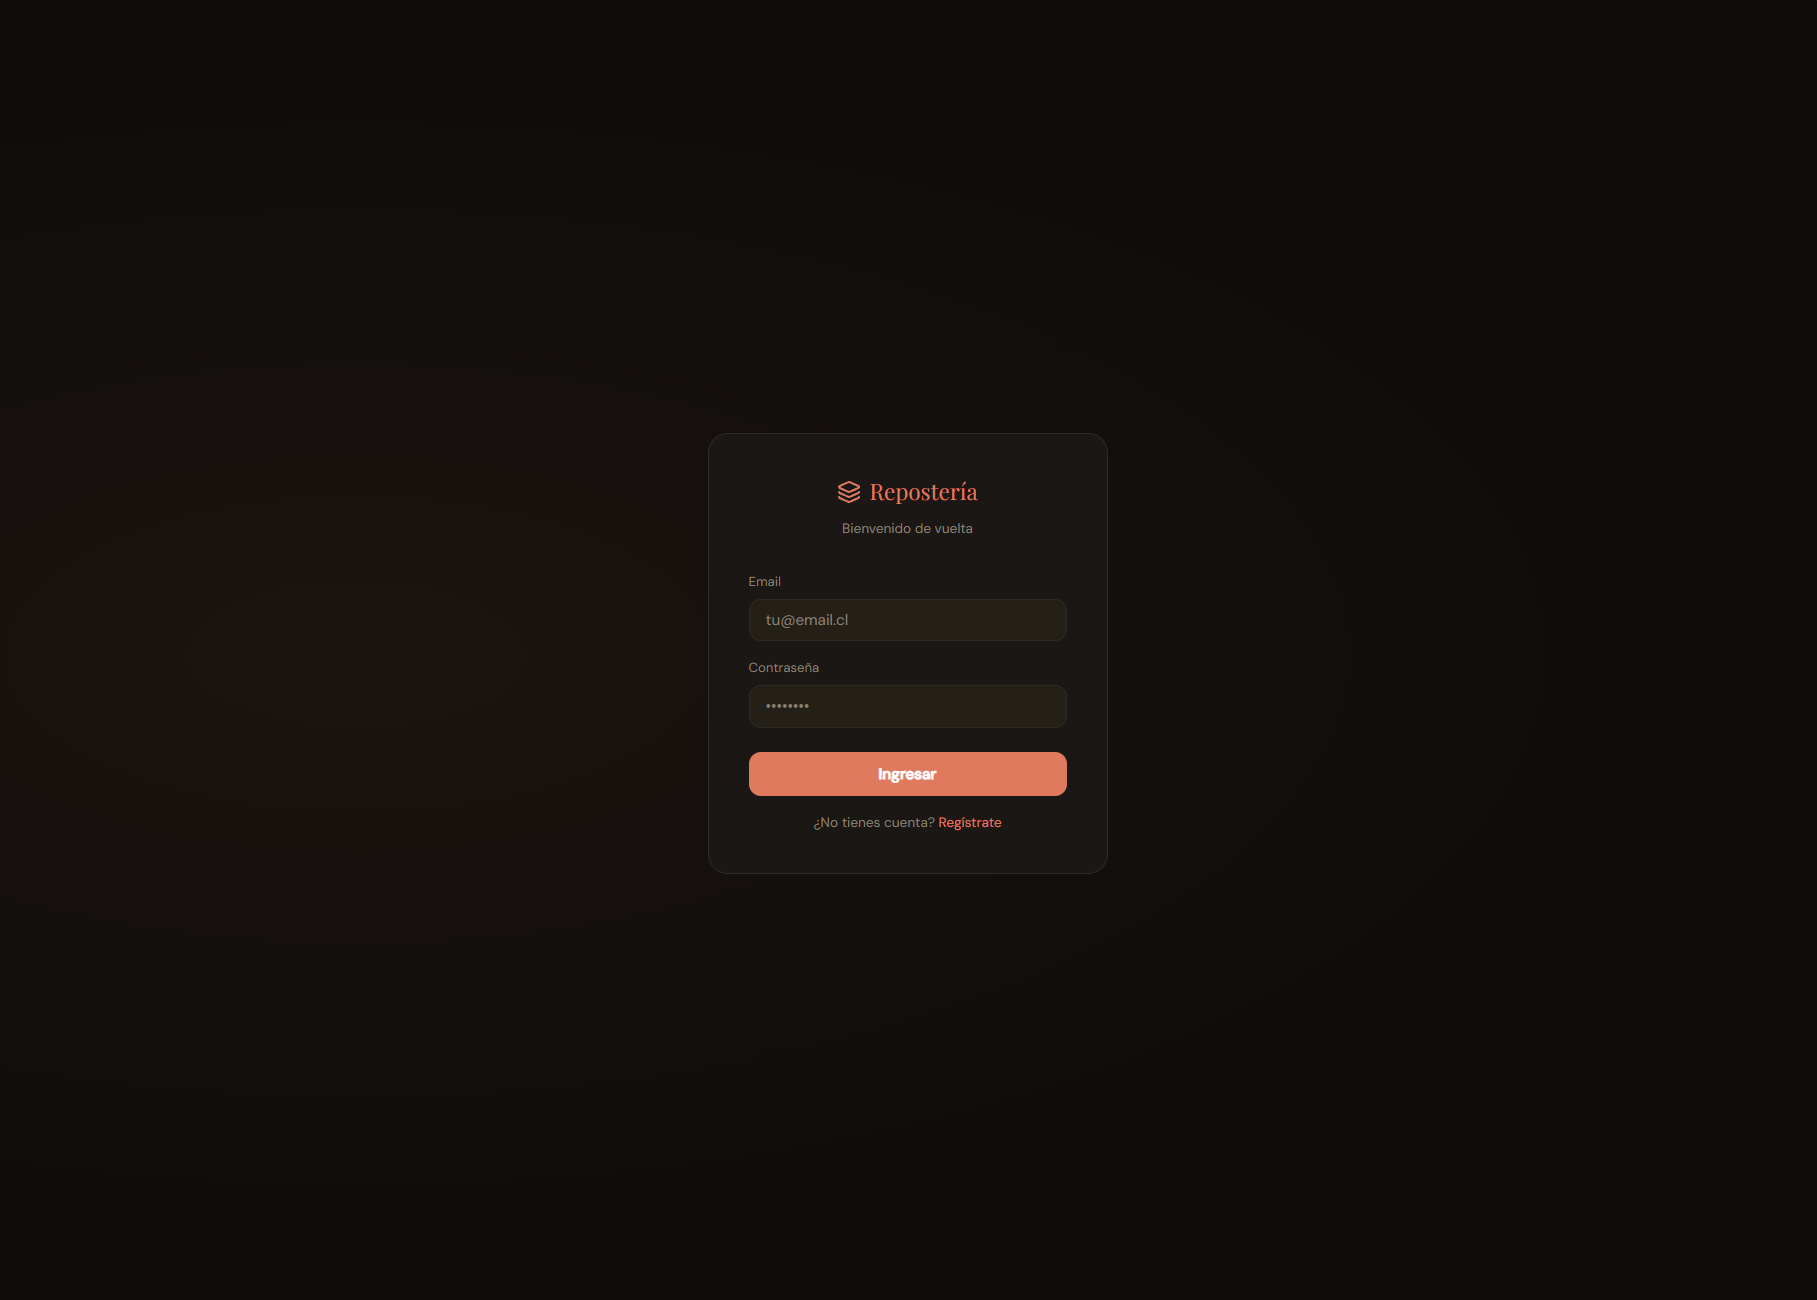 Repostería
Bienvenido de vuelta
Email
tu@email.cl
Contraseña
••••••••
Ingresar
¿No tienes cuenta? Regístrate